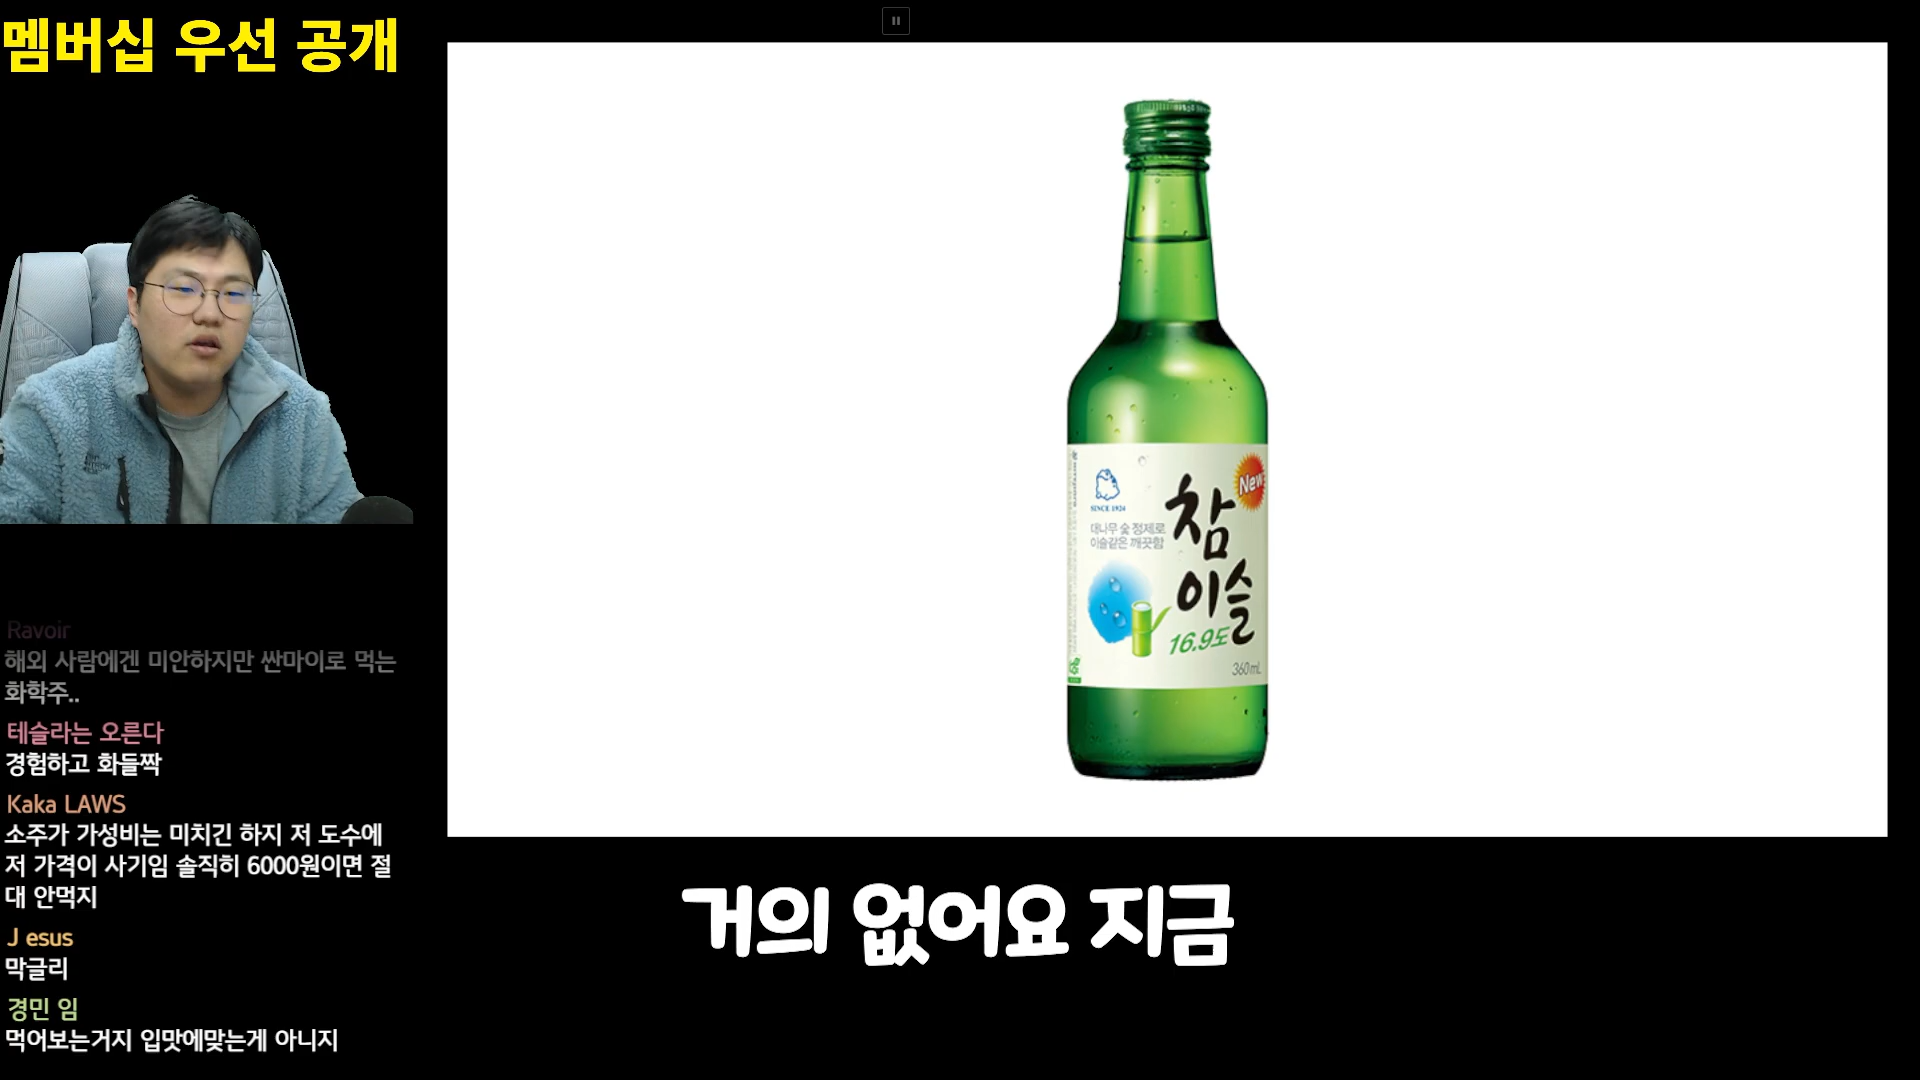 멤버십 우선 공개
New
SINCE 1924
대나무 숯 정제로
이슬같은 깨끗함
참
이슬
16.9도
360mL
Ravoir
해외 사람에겐 미안하지만 싼마이로 먹는
화학주..
테슬라는 오른다
경험하고 화들짝
Kaka LAWS
소주가 가성비는 미치긴 하지 저 도수에
저 가격이 사기임 솔직히 6000원이면 절
대 안먹지
J esus
막글리
경민 임
먹어보는거지 입맛에맞는게 아니지
거의 없어요 지금